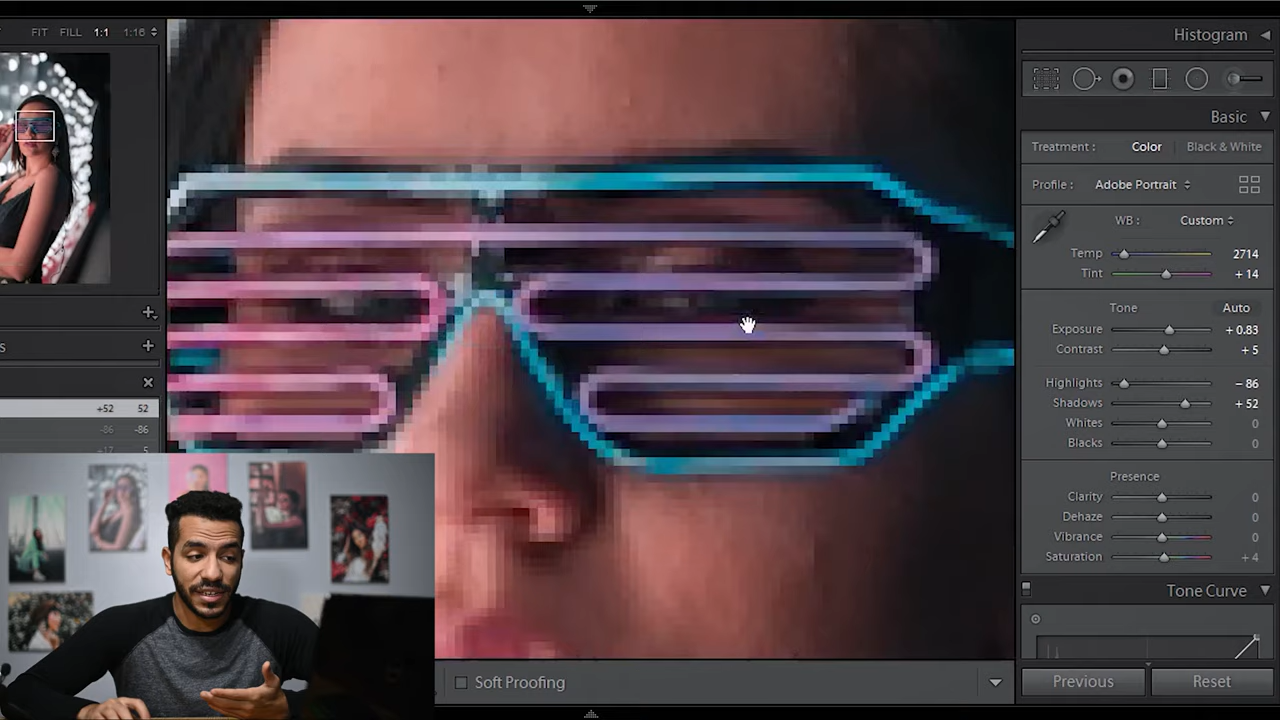 FIT FILL 1:1 1:16
Histogram
Basic
Treatment : Color Black & White
Profile : Adobe Portrait
WB : Custom
Temp 2714
Tint + 14
Tone Auto
Exposure + 0.83
Contrast + 5
Highlights − 86
Shadows + 52
Whites 0
Blacks 0
Presence
Clarity 0
Dehaze 0
Vibrance 0
Saturation + 4
Tone Curve
s
+52 52
-86 -86
Soft Proofing
Previous Reset